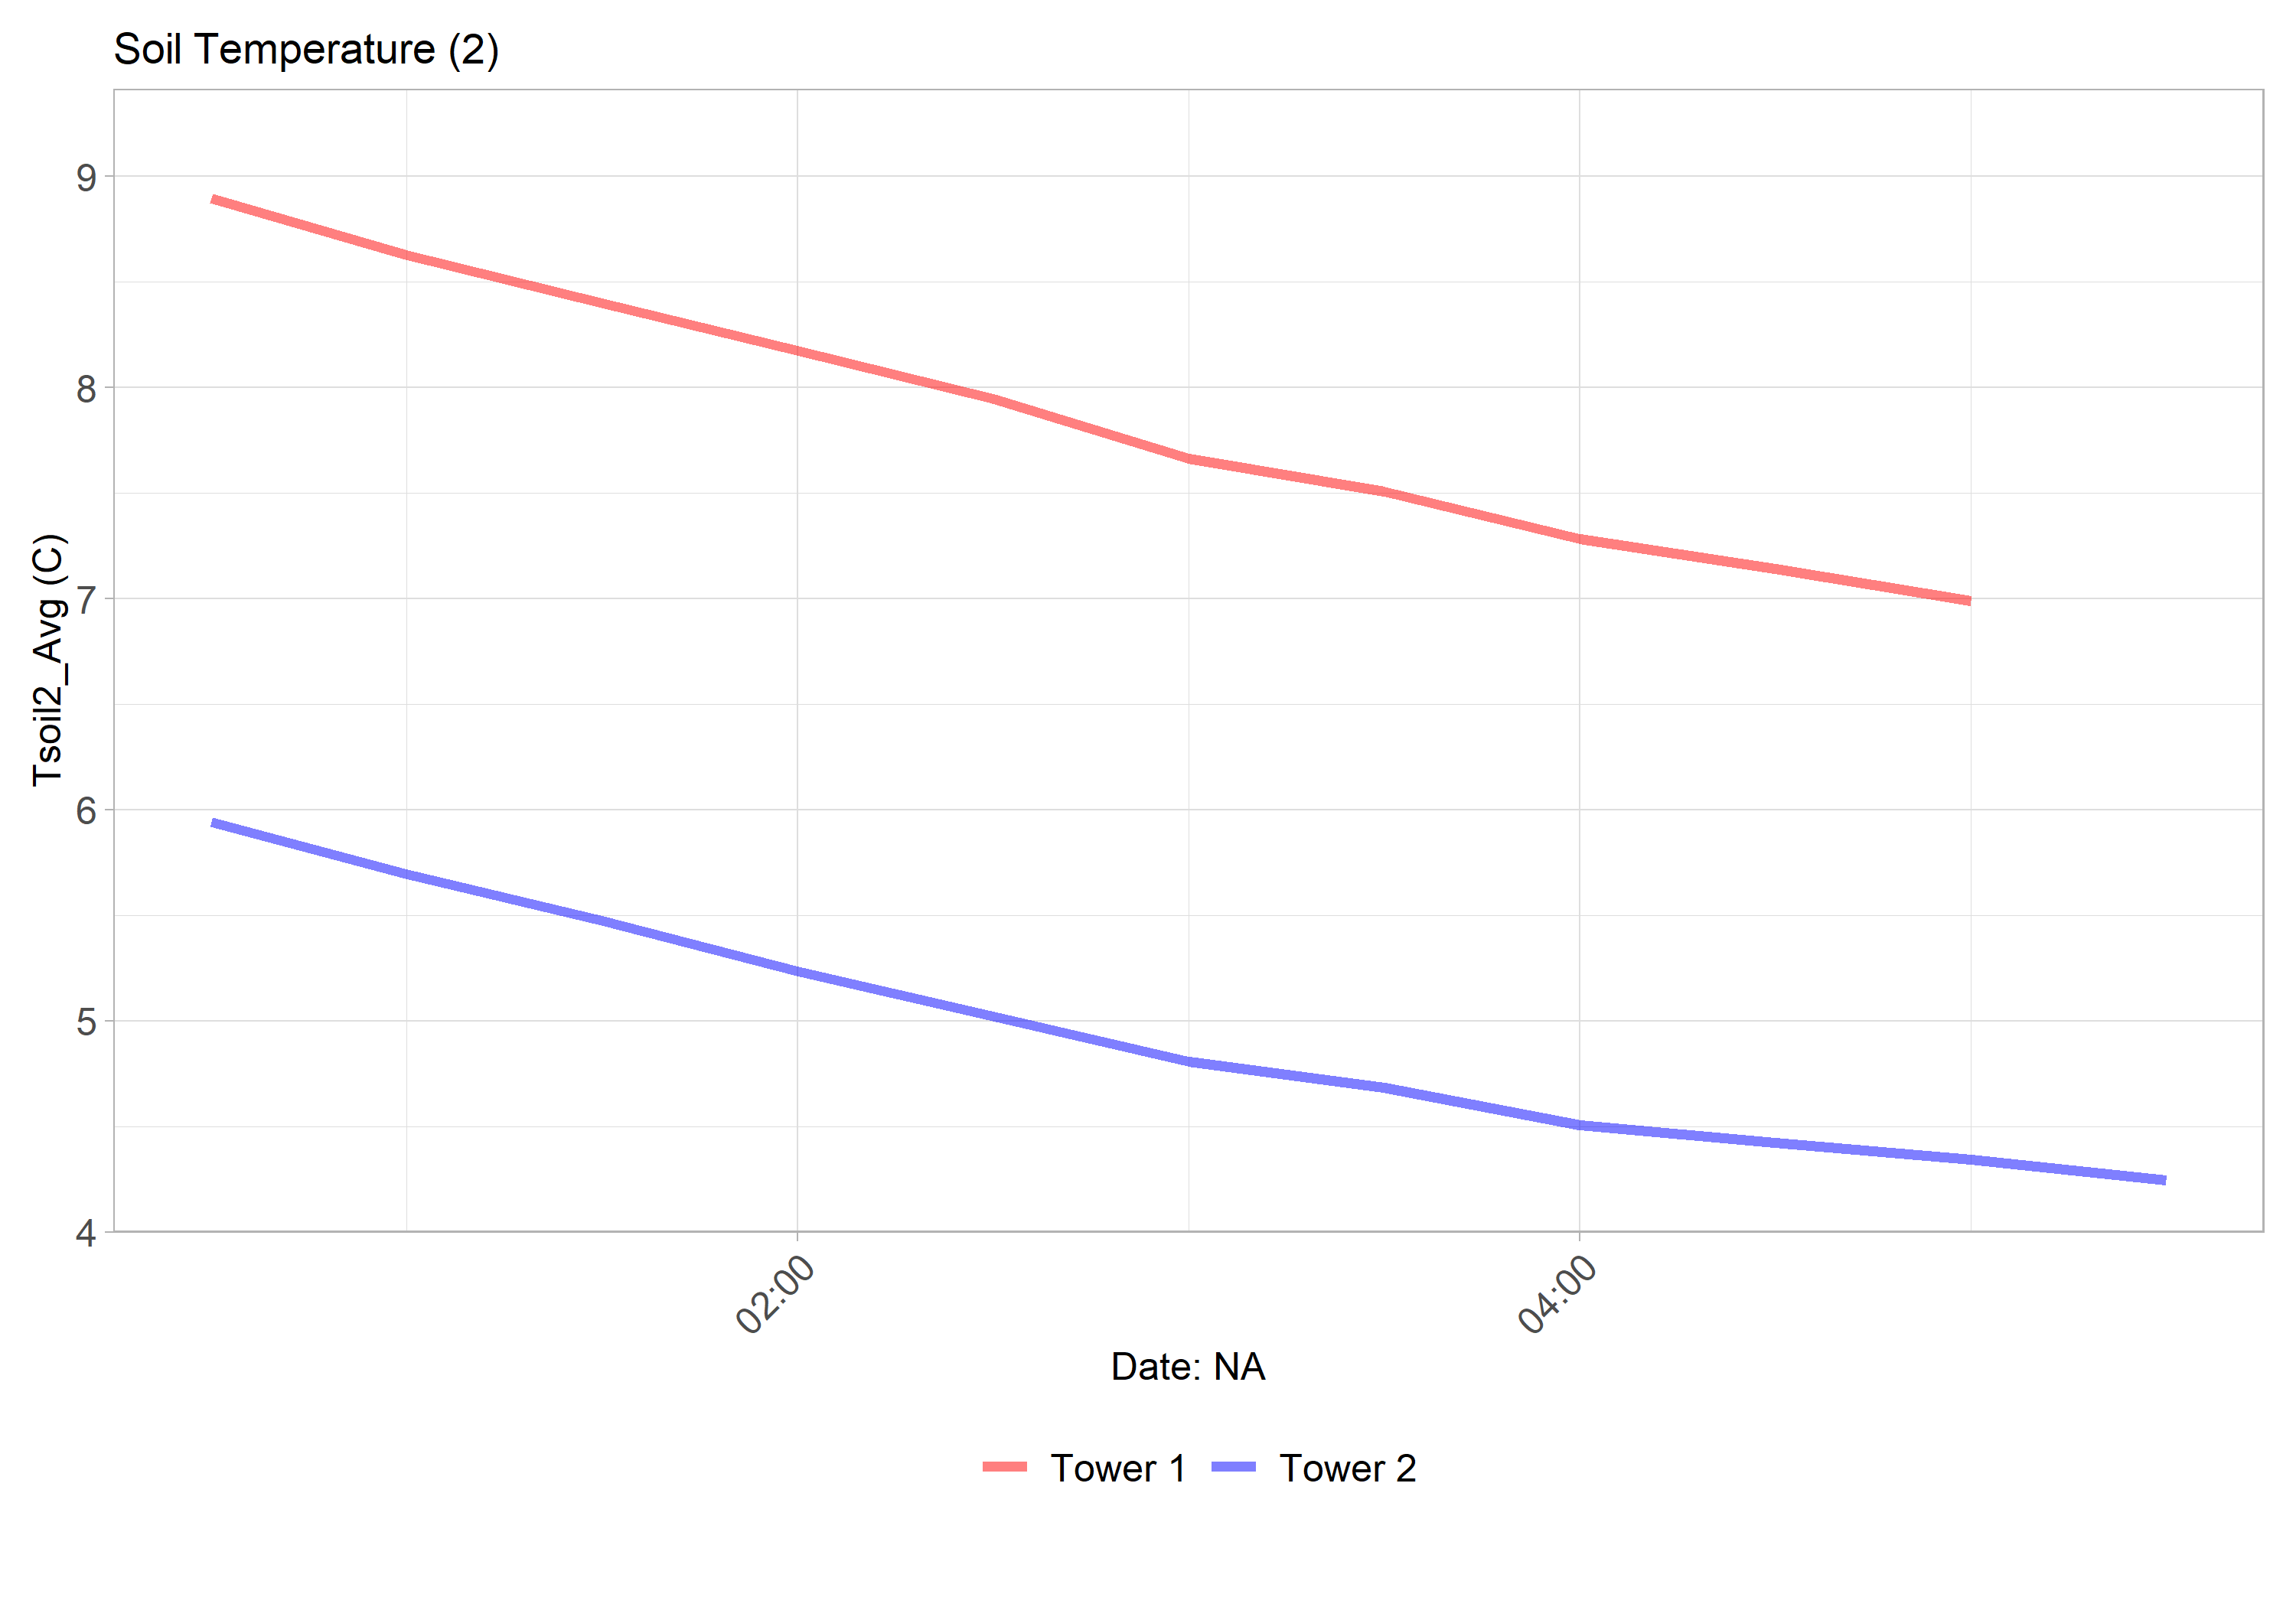 Soil Temperature (2)
Tsoil2_Avg (C)
9
8
7
6
5
4
02:00
04:00
Date: NA
Tower 1
Tower 2